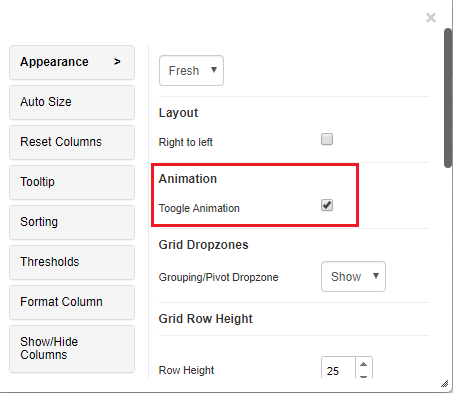 ×
Appearance >
Auto Size
Reset Columns
Tooltip
Sorting
Thresholds
Format Column
Show/Hide
Columns
Fresh
Layout
Right to left
Animation
Toogle Animation
Grid Dropzones
Grouping/Pivot Dropzone Show
Grid Row Height
Row Height 25